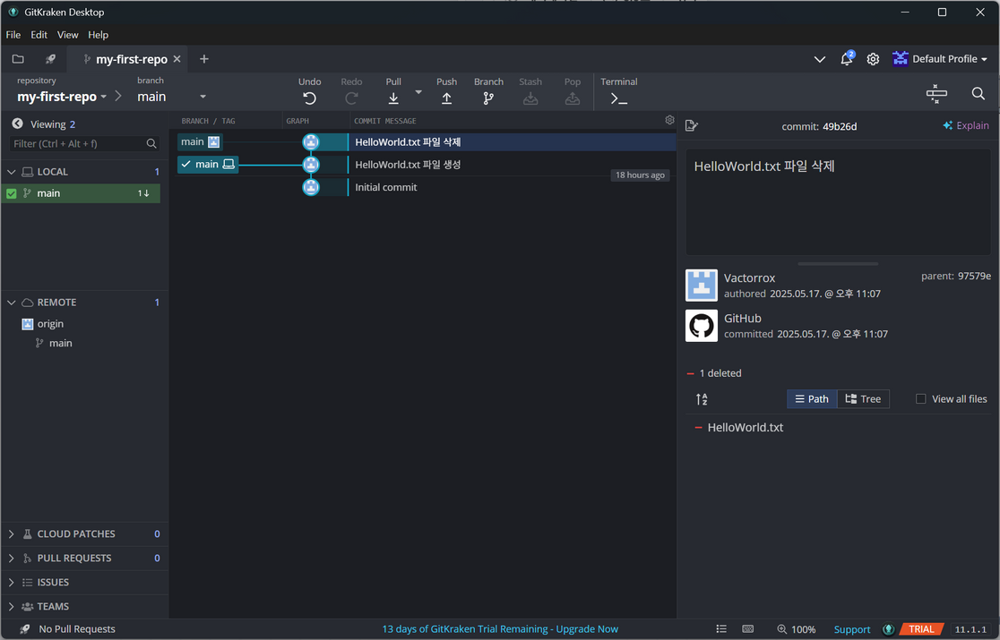 GitKraken Desktop
File Edit View Help
my-first-repo
2
Default Profile
repository
my-first-repo
branch
main
Undo Redo Pull Push Branch Stash Pop Terminal
Viewing 2
Filter (Ctrl + Alt + f)
LOCAL 1
main 1↓
REMOTE 1
origin
main
CLOUD PATCHES 0
PULL REQUESTS 0
ISSUES
TEAMS
BRANCH / TAG GRAPH COMMIT MESSAGE
main HelloWorld.txt 파일 삭제
main HelloWorld.txt 파일 생성
18 hours ago
Initial commit
commit: 49b26d
Explain
HelloWorld.txt 파일 삭제
Vactorrox
parent: 97579e
authored 2025.05.17. @ 오후 11:07
GitHub
committed 2025.05.17. @ 오후 11:07
1 deleted
A
Z
Path Tree View all files
HelloWorld.txt
No Pull Requests
13 days of GitKraken Trial Remaining - Upgrade Now
100%
Support
TRIAL
11.1.1